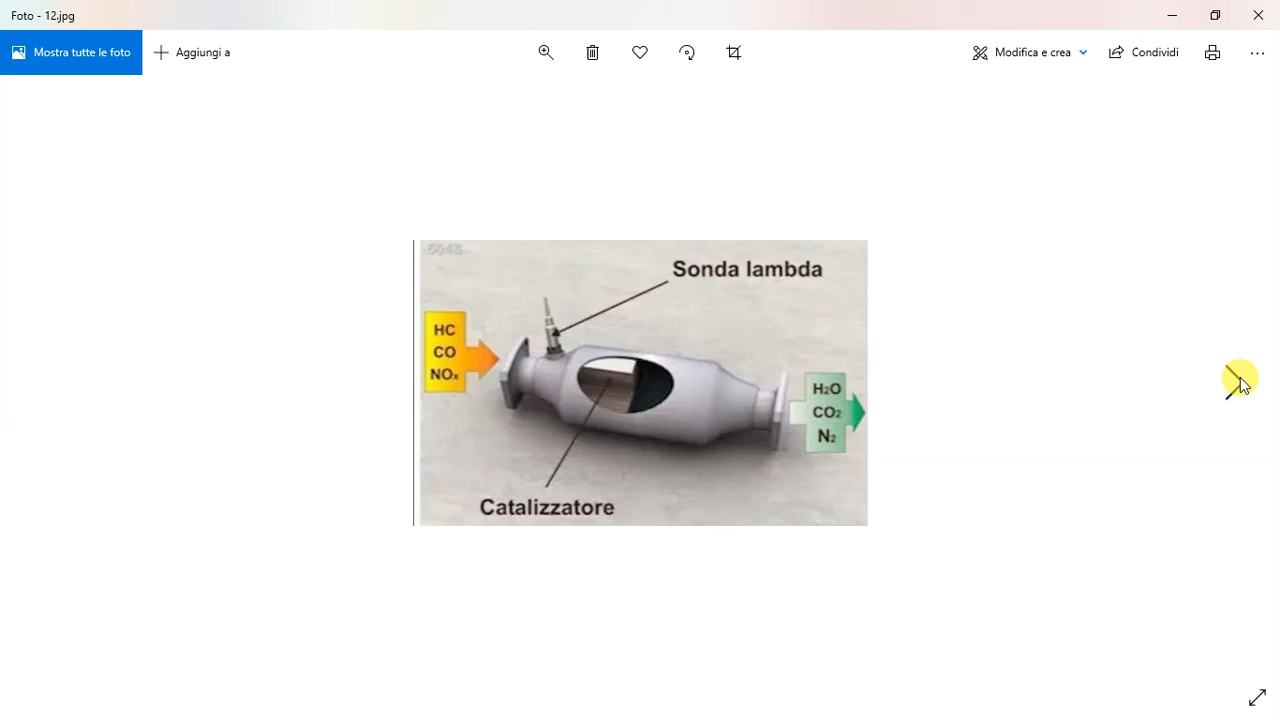 Foto - 12.jpg
Mostra tutte le foto
Aggiungi a
Modifica e crea
Condividi
5048
Sonda lambda
HC
CO
NOx
H2O
CO2
N2
Catalizzatore